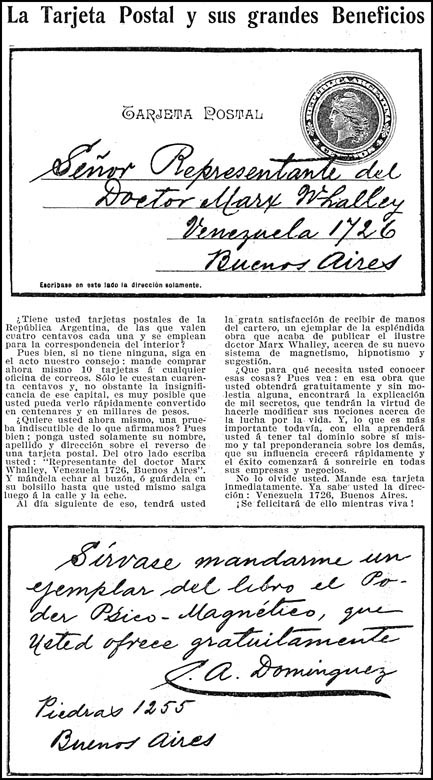 La Tarjeta Postal y sus grandes Beneficios
TARJETA POSTAL
REPUBLICA ARGENTINA
CENTAVOS
Señor Representante del
Doctor Marx Whalley
Venezuela 1726
Buenos Aires
Escríbase en este lado la dirección solamente.
¿Tiene usted tarjetas postales de la
República Argentina, de las que valen
cuatro centavos cada una y se emplean
para la correspondencia del interior?
Pues bien, si no tiene ninguna, siga en
el acto nuestro consejo: mande comprar
ahora mismo 10 tarjetas á cualquier
oficina de correos. Sólo le cuestan cuaren-
ta centavos y, no obstante la insignifi-
cancia de ese capital, es muy posible que
usted pueda verlo rápidamente convertido
en centenares y en millares de pesos.
¿Quiere usted ahora mismo, una prue-
ba indiscutible de lo que afirmamos? Pues
bien; ponga usted solamente su nombre,
apellido y dirección sobre el reverso de
una tarjeta postal. Del otro lado escriba
usted: "Representante del doctor Marx
Whalley, Venezuela 1726, Buenos Aires".
Y mándela echar al buzón, ó guárdela en
su bolsillo hasta que usted mismo salga
luego á la calle y la eche.
Al día siguiente de eso, tendrá usted
la grata satisfacción de recibir de manos
del cartero, un ejemplar de la espléndida
obra que acaba de publicar el ilustre
doctor Marx Whalley, acerca de su nuevo
sistema de magnetismo, hipnotismo y
sugestión.
¿Que para qué necesita usted conocer
esas cosas? Pues vea: en esa obra que
usted obtendrá gratuitamente y sin mo-
lestia alguna, encontrará la explicación
de mil secretos, que tendrán la virtud de
hacerle modificar sus nociones acerca de
la lucha por la vida. Y, lo que es más
importante todavía, con ella aprenderá
usted á tener tal dominio sobre sí mis-
mo y tal preponderancia sobre los demás,
que su influencia crecerá rápidamente y
el éxito comenzará á sonreirle en todas
sus empresas y negocios.
No lo olvide usted. Mande esa tarjeta
inmediatamente. Ya sabe usted la direc-
ción: Venezuela 1726, Buenos Aires.
¡Se felicitará de ello mientras viva!
Sírvase mandarme un
ejemplar del libro el Po-
der Psico-Magnético, que
Usted ofrece gratuitamente
C. A. Dominguez
Piedras 1255
Buenos Aires